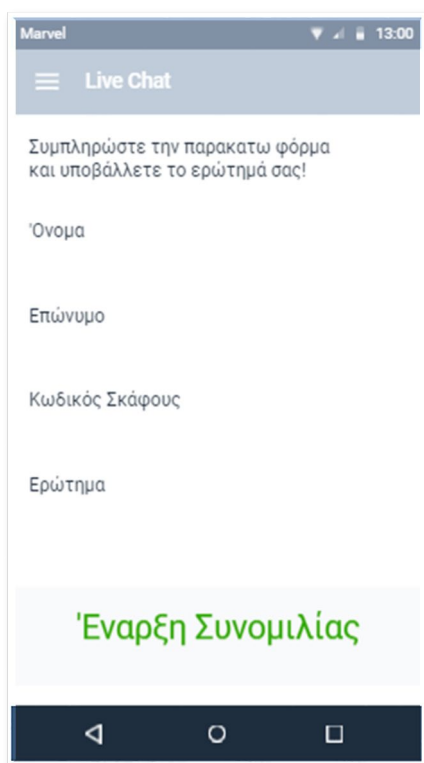 Marvel 13:00
Live Chat
Συμπληρώστε την παρακατω φόρμα
και υποβάλλετε το ερώτημά σας!
Όνομα
Επώνυμο
Κωδικός Σκάφους
Ερώτημα
Έναρξη Συνομιλίας